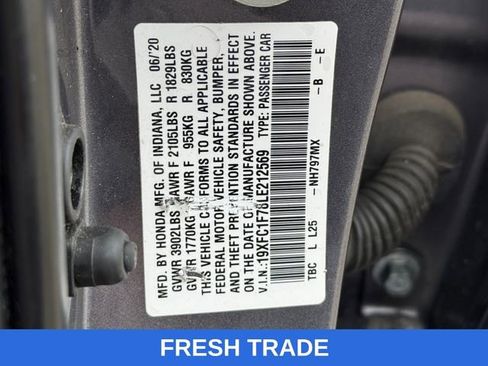 MFD. BY HONDA MFG. OF INDIANA, LLC 06/20
GVWR 3902LBS GAWR F 2105LBS R 1829LBS
GVWR 1770KG GAWR F 955KG R 830KG
THIS VEHICLE CONFORMS TO ALL APPLICABLE
FEDERAL MOTOR VEHICLE SAFETY, BUMPER,
AND THEFT PREVENTION STANDARDS IN EFFECT
ON THE DATE OF MANUFACTURE SHOWN ABOVE.
V.I.N.:19XFC1F78LE212569 TYPE: PASSENGER CAR
NH797MX -B -E
TBC L L25
FRESH TRADE